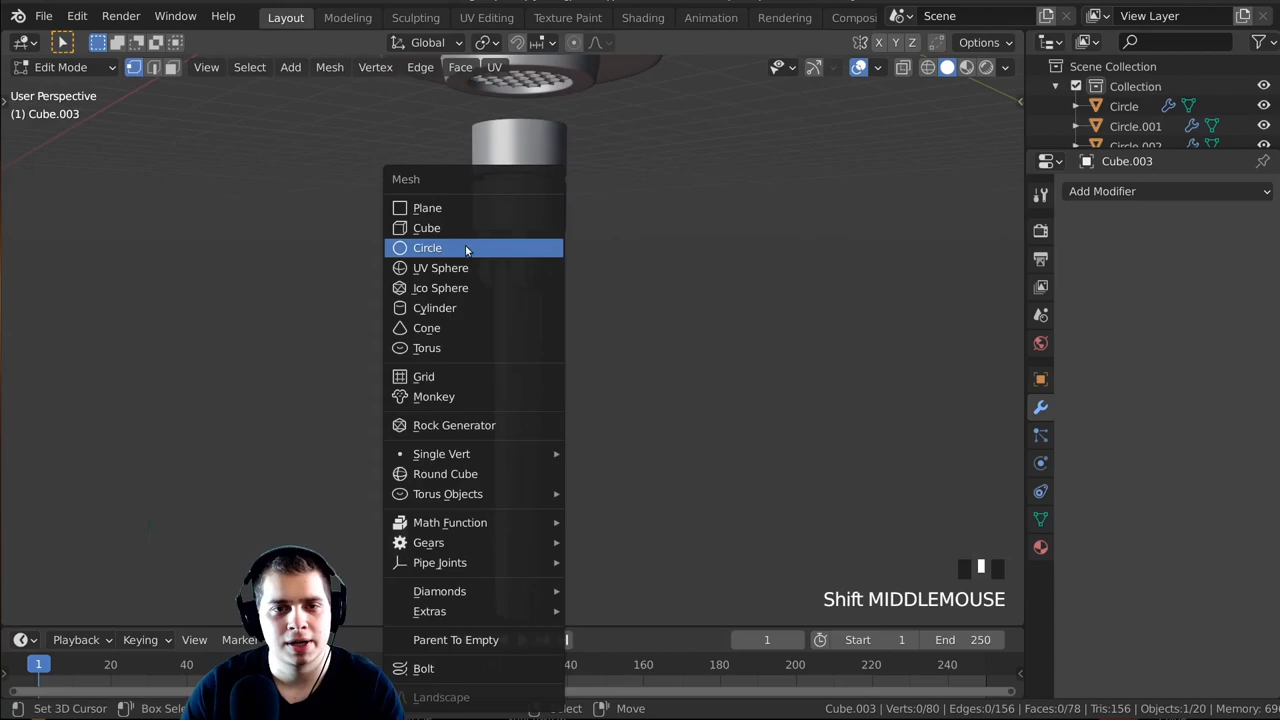 File Edit Render Window Help Layout Modeling Sculpting UV Editing Texture Paint Shading Animation Rendering Scene View Layer
Global X Y Z Options
Edit Mode View Select Add Mesh Vertex Edge Face UV
Scene Collection
Collection
Circle
Circle.001
Circle.002
User Perspective
(1) Cube.003
Cube.003
Add Modifier
Mesh
Plane
Cube
Circle
UV Sphere
Ico Sphere
Cylinder
Cone
Torus
Grid
Monkey
Rock Generator
Single Vert
Round Cube
Torus Objects
Math Function
Gears
Pipe Joints
Diamonds
Extras
Parent To Empty
Bolt
Landscape
Shift MIDDLEMOUSE
Playback Keying View 1 Start 1 End 250
1 20 40 140 160 180 200 220 240
Set 3D Cursor Move Cube.003 Verts:0/80 Edges:0/156 Faces:0/78 Tris:156 Objects:1/20